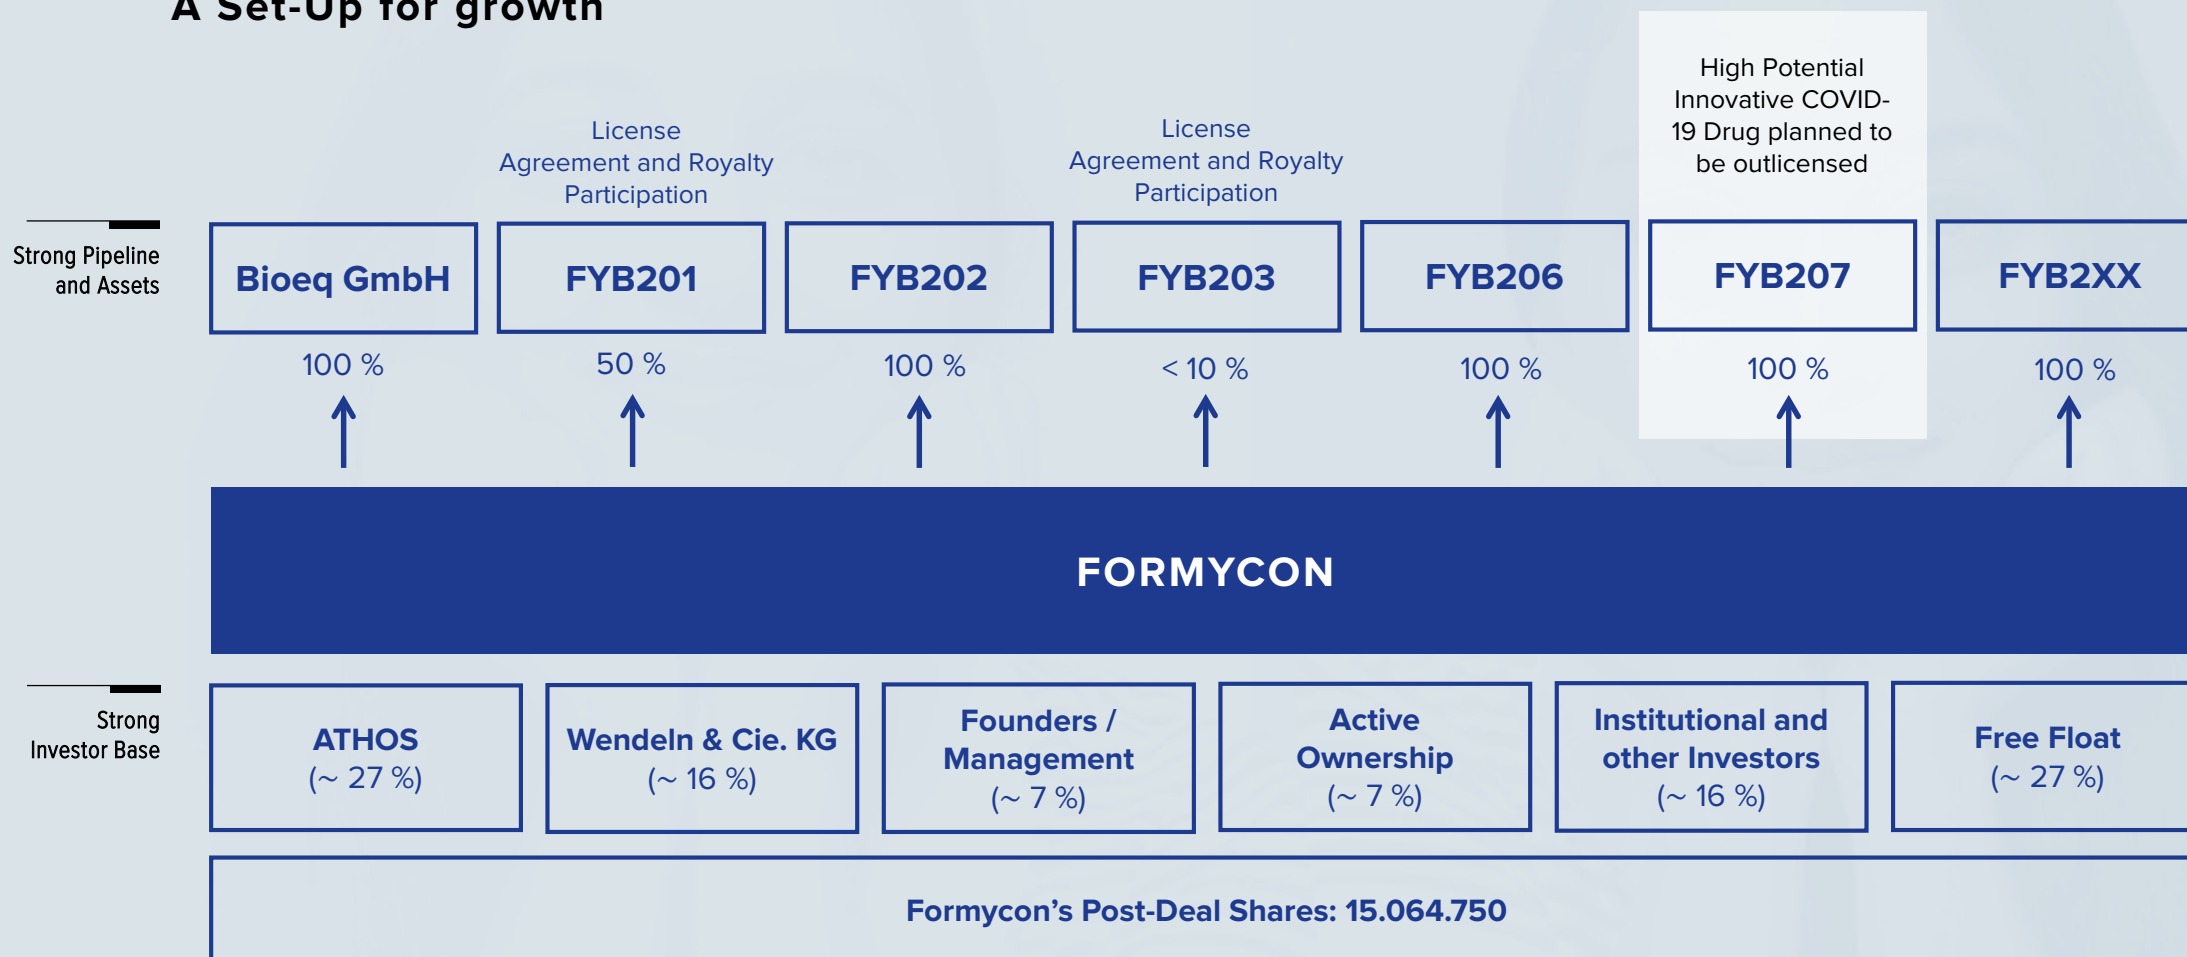 A Set-Up for growth
High Potential
Innovative COVID-
19 Drug planned to
be outlicensed
License
Agreement and Royalty
Participation
License
Agreement and Royalty
Participation
Strong Pipeline
and Assets
Bioeq GmbH
FYB201
FYB202
FYB203
FYB206
FYB207
FYB2XX
100 %
50 %
100 %
< 10 %
100 %
100 %
100 %
FORMYCON
Strong
Investor Base
ATHOS
(~ 27 %)
Wendeln & Cie. KG
(~ 16 %)
Founders /
Management
(~ 7 %)
Active
Ownership
(~ 7 %)
Institutional and
other Investors
(~ 16 %)
Free Float
(~ 27 %)
Formycon’s Post-Deal Shares: 15.064.750